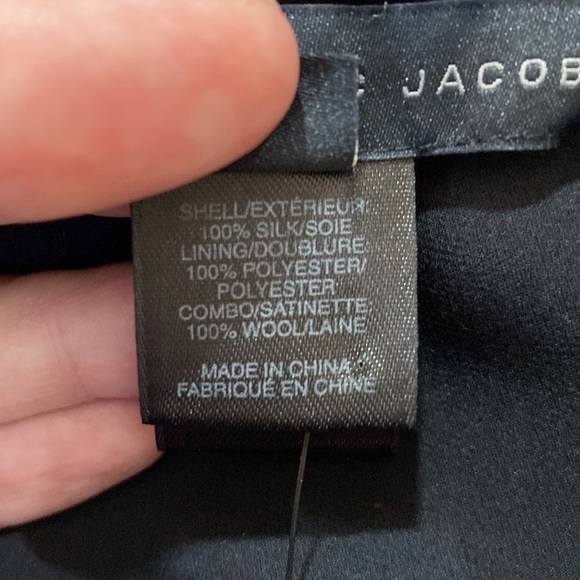 JACOB
SHELL/EXTÉRIEUR:
100% SILK/SOIE
LINING/DOUBLURE:
100% POLYESTER/
POLYESTER
COMBO/SATINETTE:
100% WOOL/LAINE
MADE IN CHINA
FABRIQUÉ EN CHINE